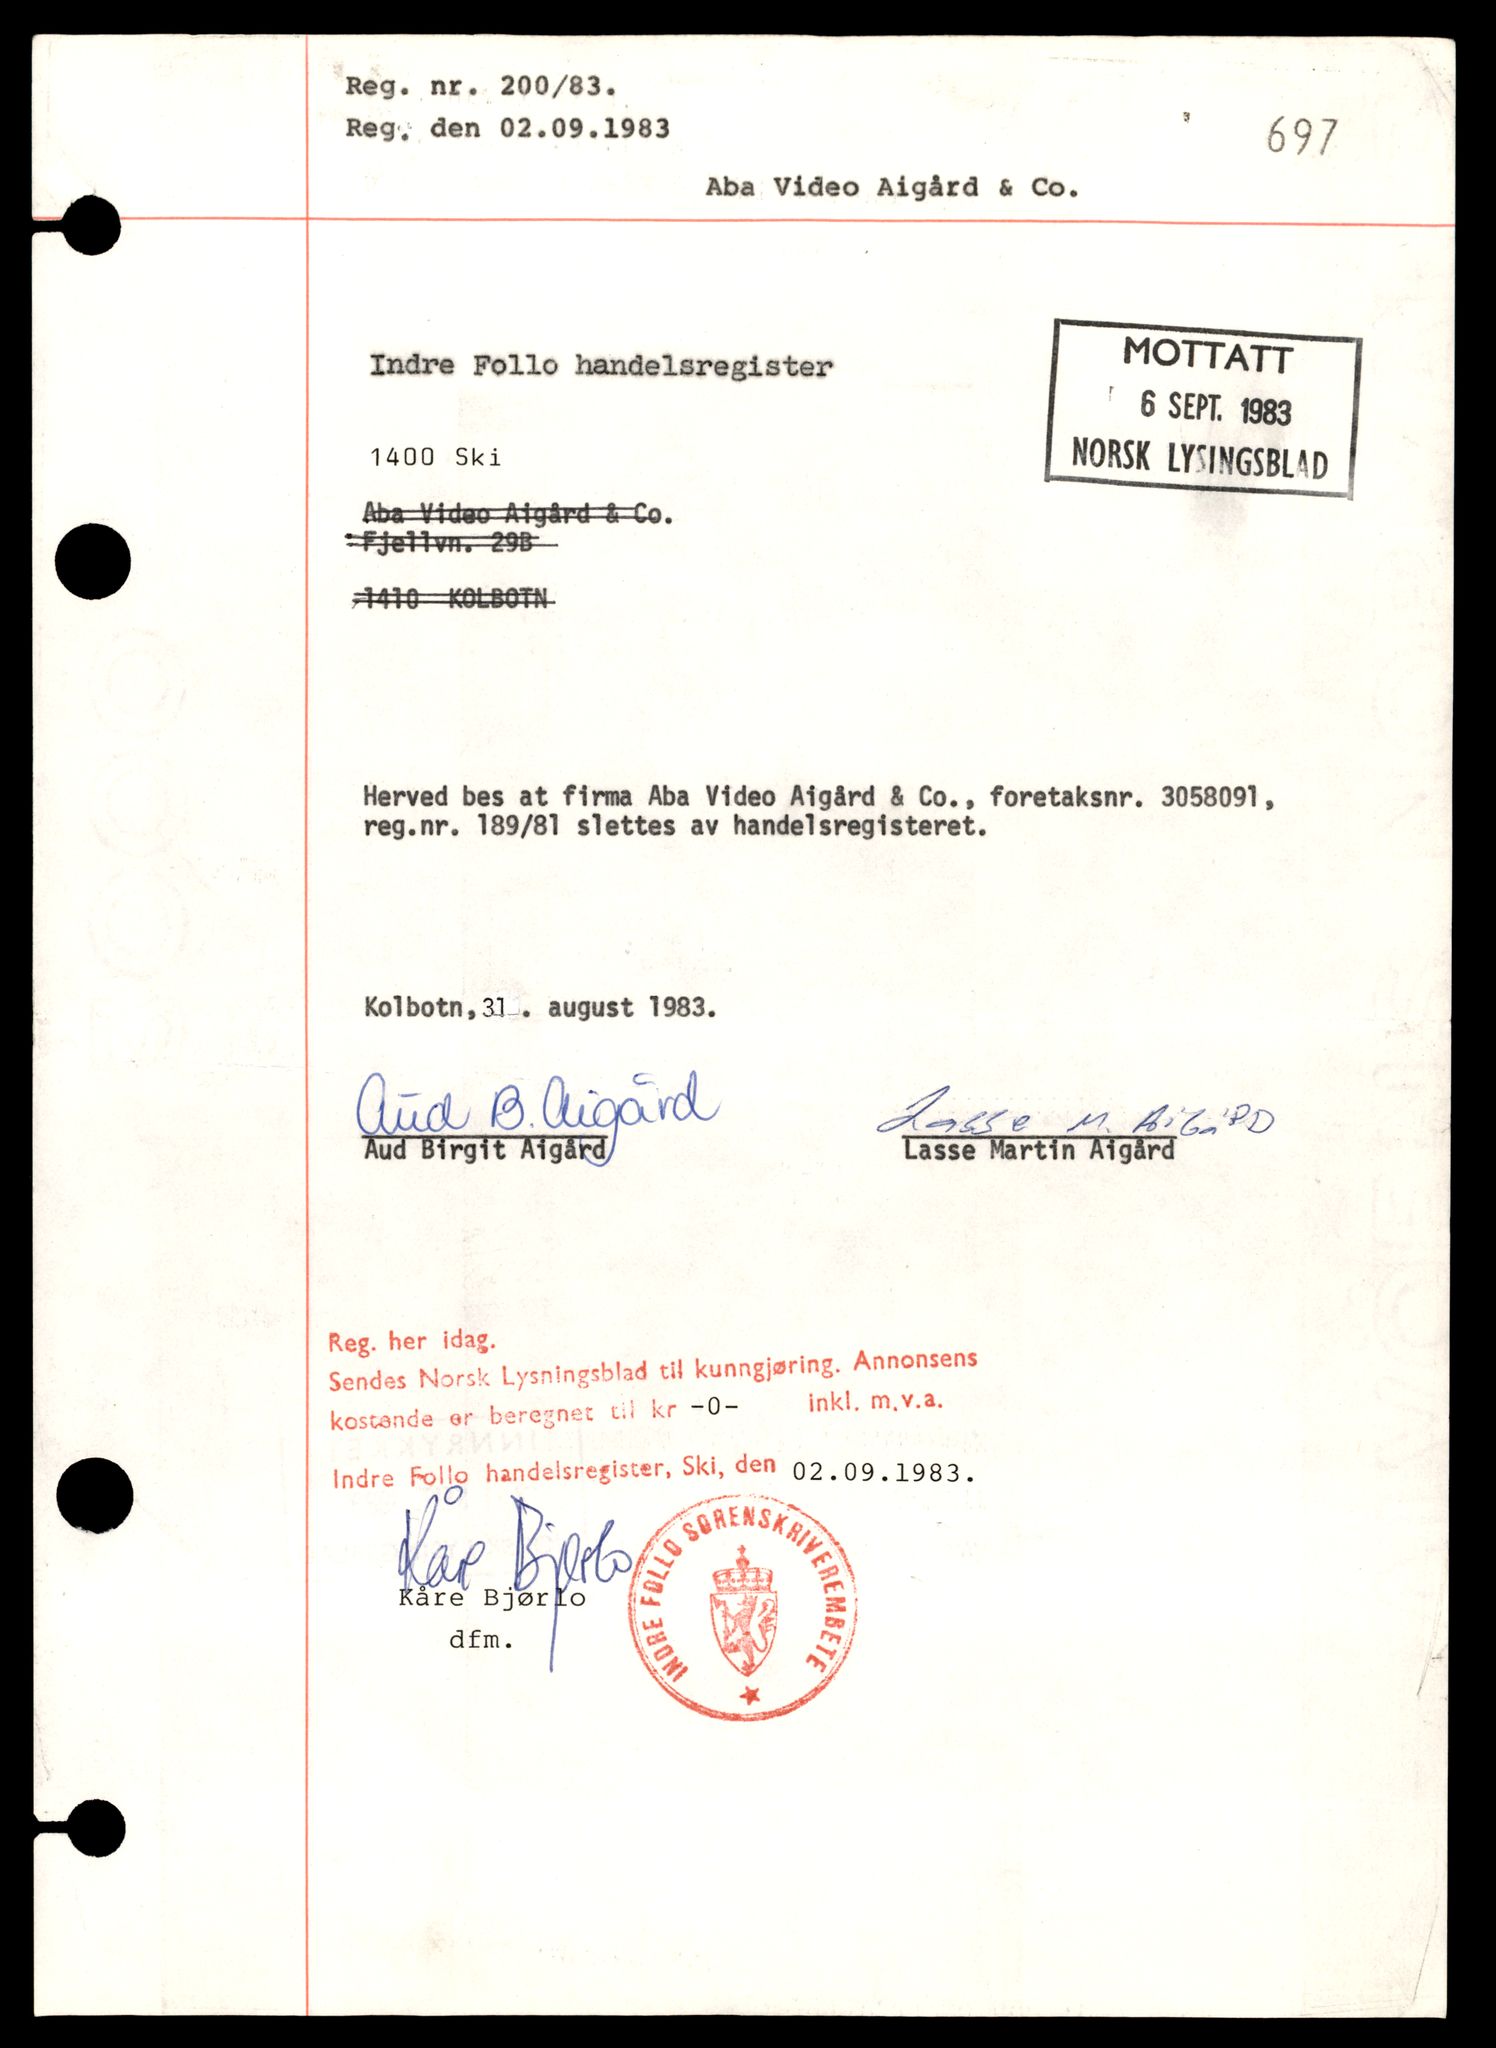 Reg. nr. 200/83.
Reg. den 02.09.1983
697
Aba Video Aigård & Co.
Indre Follo handelsregister
MOTTATT
6 SEPT. 1983
NORSK LYSINGSBLAD
1400 Ski
Aba Video Aigård & Co.
Fjellvn. 29B
1410 KOLBOTN
Herved bes at firma Aba Video Aigård & Co., foretaksnr. 3058091,
reg.nr. 189/81 slettes av handelsregisteret.
Kolbotn, 31. august 1983.
Aud B. Aigård
Lasse M. Aigård
Aud Birgit Aigård
Lasse Martin Aigård
Reg. her idag.
Sendes Norsk Lysningsblad til kunngjøring. Annonsens
kostende er beregnet til kr -0- inkl. m.v.a.
Indre Follo handelsregister, Ski, den 02.09.1983.
Kåre Bjørlo
Kåre Bjørlo
dfm.
INDRE FOLLO SORENSKRIVEREMBETE